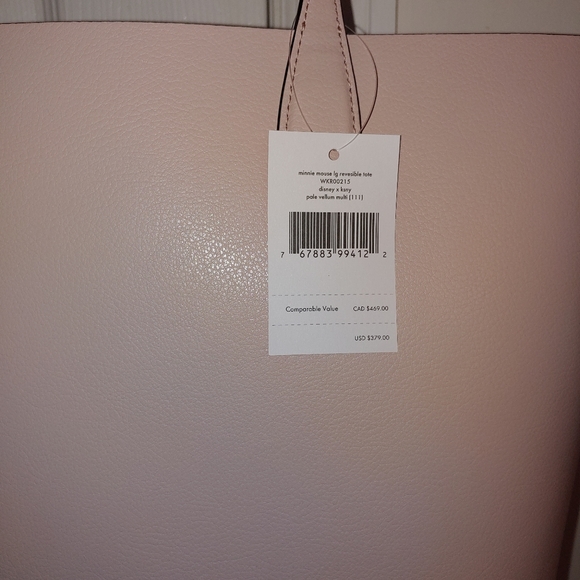 minnie mouse lg revesible tote
WKR00215
disney x ksny
pale vellum multi (111)
7 67883 99412 2
Comparable Value CAD $469.00
USD $379.00